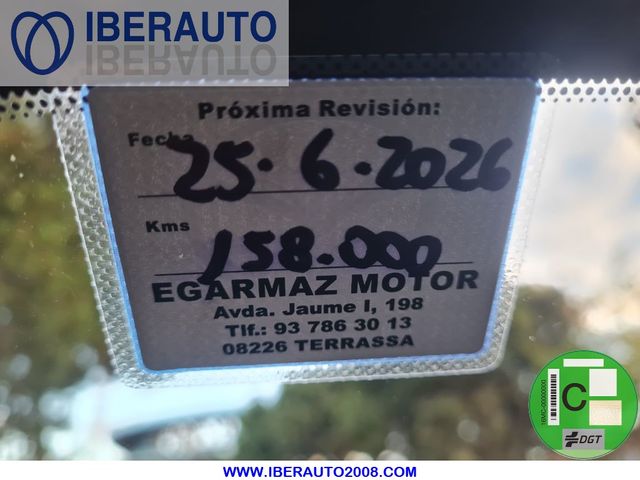 IBERAUTO
Próxima Revisión:
Fecha 25.6.2026
Kms 158.000
EGARMAZ MOTOR
Avda. Jaume I, 198
Tlf.: 93 786 30 13
08226 TERRASSA
C
DGT
WWW.IBERAUTO2008.COM